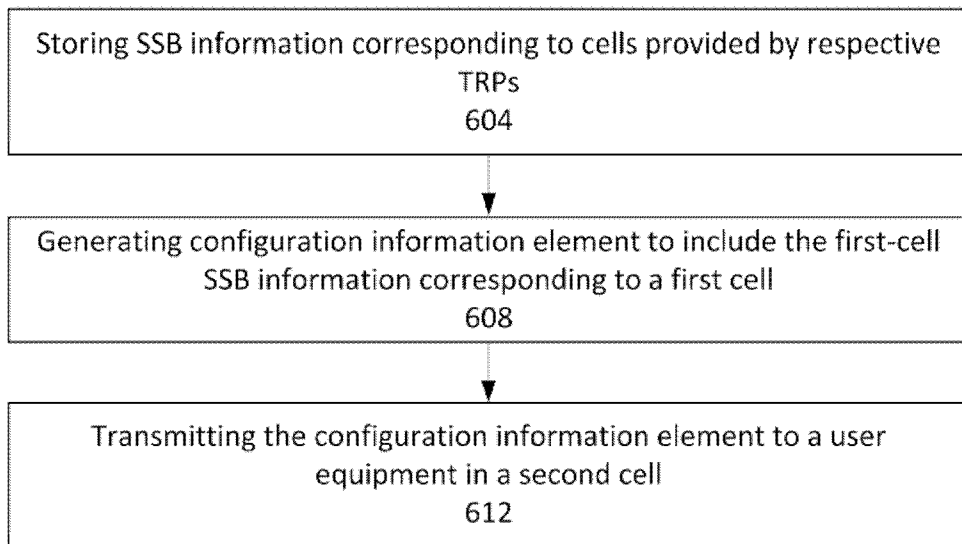 Storing SSB information corresponding to cells provided by respective
TRPs
604
Generating configuration information element to include the first-cell
SSB information corresponding to a first cell
608
Transmitting the configuration information element to a user
equipment in a second cell
612